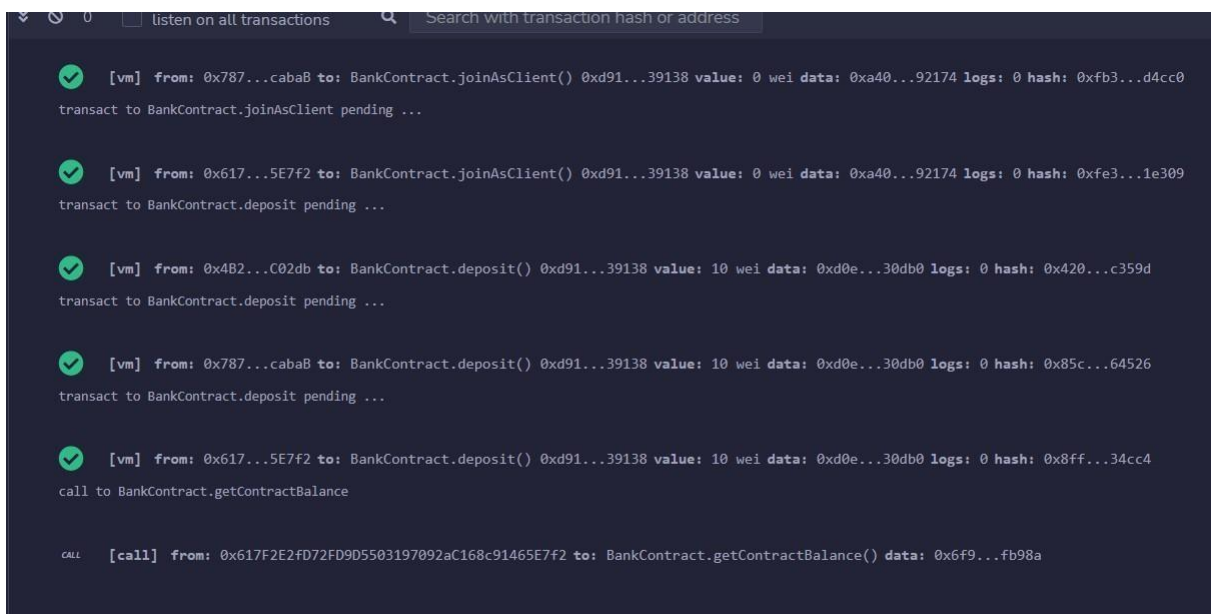 0 listen on all transactions Search with transaction hash or address
[vm] from: 0x787...cabaB to: BankContract.joinAsClient() 0xd91...39138 value: 0 wei data: 0xa40...92174 logs: 0 hash: 0xfb3...d4cc0
transact to BankContract.joinAsClient pending ...
[vm] from: 0x617...5E7f2 to: BankContract.joinAsClient() 0xd91...39138 value: 0 wei data: 0xa40...92174 logs: 0 hash: 0xfe3...1e309
transact to BankContract.deposit pending ...
[vm] from: 0x4B2...C02db to: BankContract.deposit() 0xd91...39138 value: 10 wei data: 0xd0e...30db0 logs: 0 hash: 0x420...c359d
transact to BankContract.deposit pending ...
[vm] from: 0x787...cabaB to: BankContract.deposit() 0xd91...39138 value: 10 wei data: 0xd0e...30db0 logs: 0 hash: 0x85c...64526
transact to BankContract.deposit pending ...
[vm] from: 0x617...5E7f2 to: BankContract.deposit() 0xd91...39138 value: 10 wei data: 0xd0e...30db0 logs: 0 hash: 0x8ff...34cc4
call to BankContract.getContractBalance
CALL [call] from: 0x617F2E2fD72FD9D5503197092aC168c91465E7f2 to: BankContract.getContractBalance() data: 0x6f9...fb98a